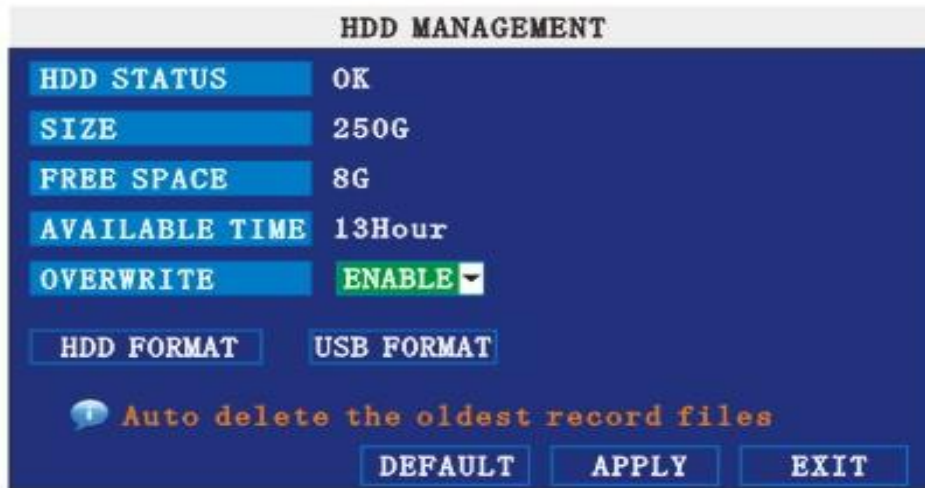 HDD MANAGEMENT
HDD STATUS OK
SIZE 250G
FREE SPACE 8G
AVAILABLE TIME 13Hour
OVERWRITE ENABLE
HDD FORMAT USB FORMAT
Auto delete the oldest record files
DEFAULT APPLY EXIT